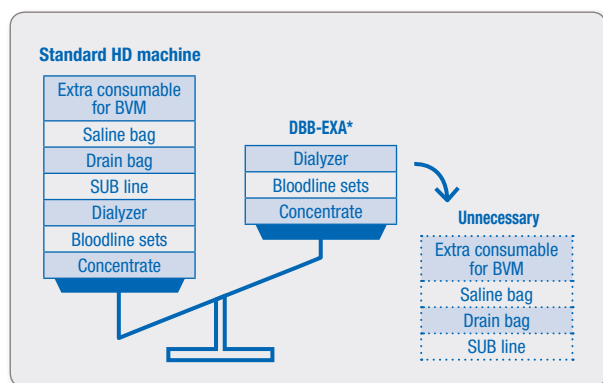 Standard HD machine
Extra consumable
for BVM
Saline bag
Drain bag
SUB line
Dialyzer
Bloodline sets
Concentrate
DBB-EXA*
Dialyzer
Bloodline sets
Concentrate
Unnecessary
Extra consumable
for BVM
Saline bag
Drain bag
SUB line